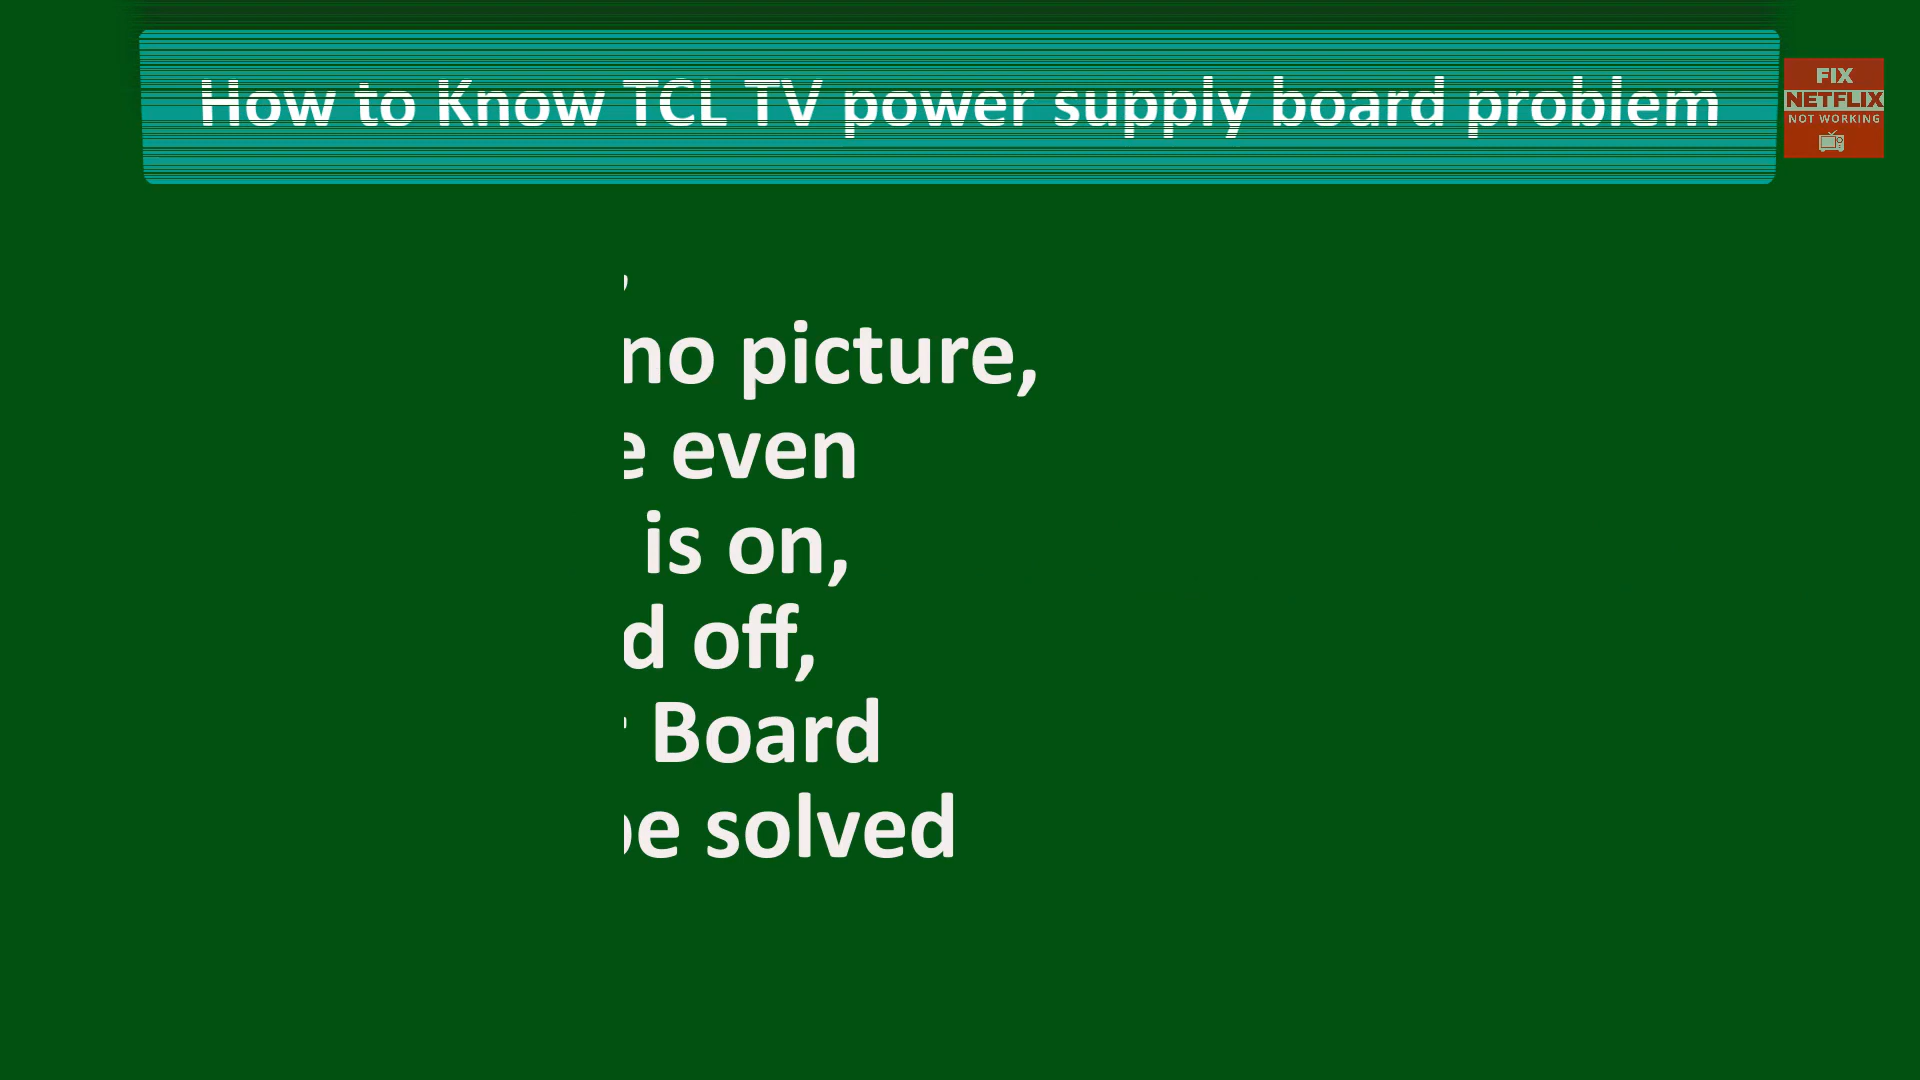 How to Know TCL TV power supply board problem
FIX
NETFLIX
NOT WORKING
no picture,
even
is on,
off,
Board
solved